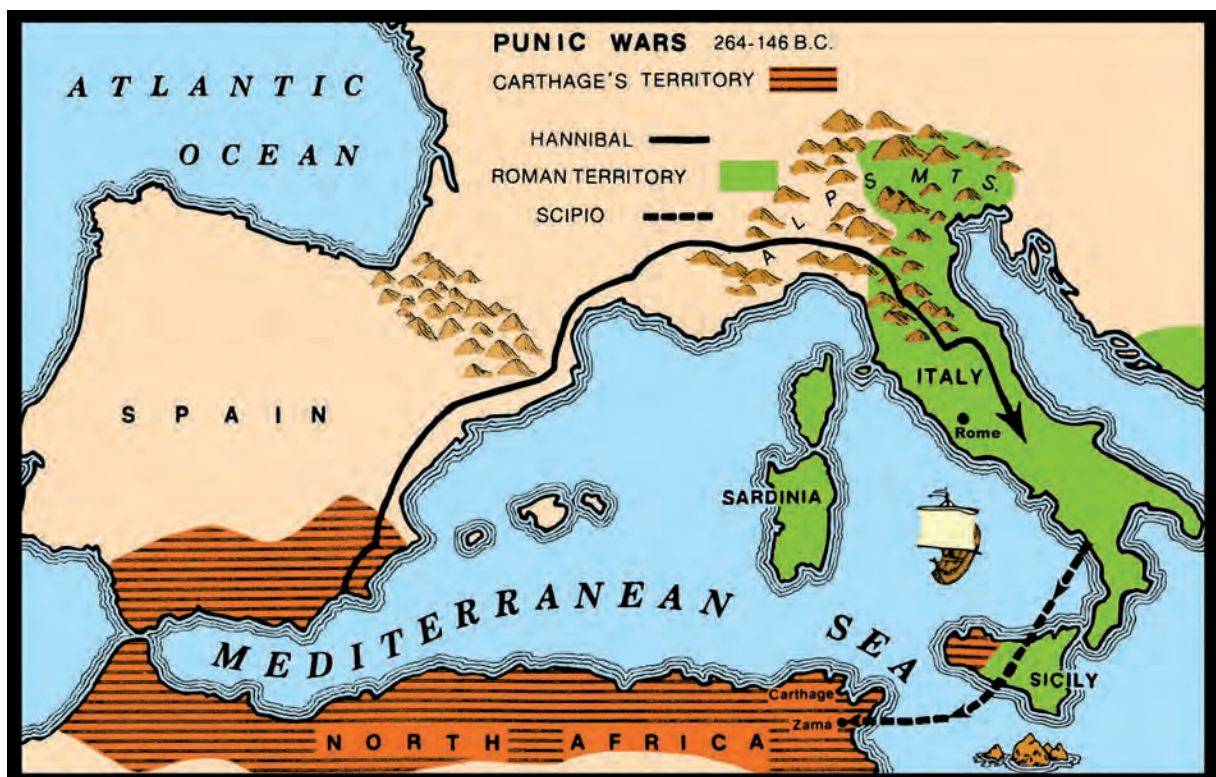 PUNIC WARS 264-146 B.C.
CARTHAGE'S TERRITORY
HANNIBAL
ROMAN TERRITORY
SCIPIO
ATLANTIC
OCEAN
ALPS MTS.
SPAIN
ITALY
Rome
SARDINIA
MEDITERRANEAN SEA
SICILY
Carthage
Zama
NORTH AFRICA